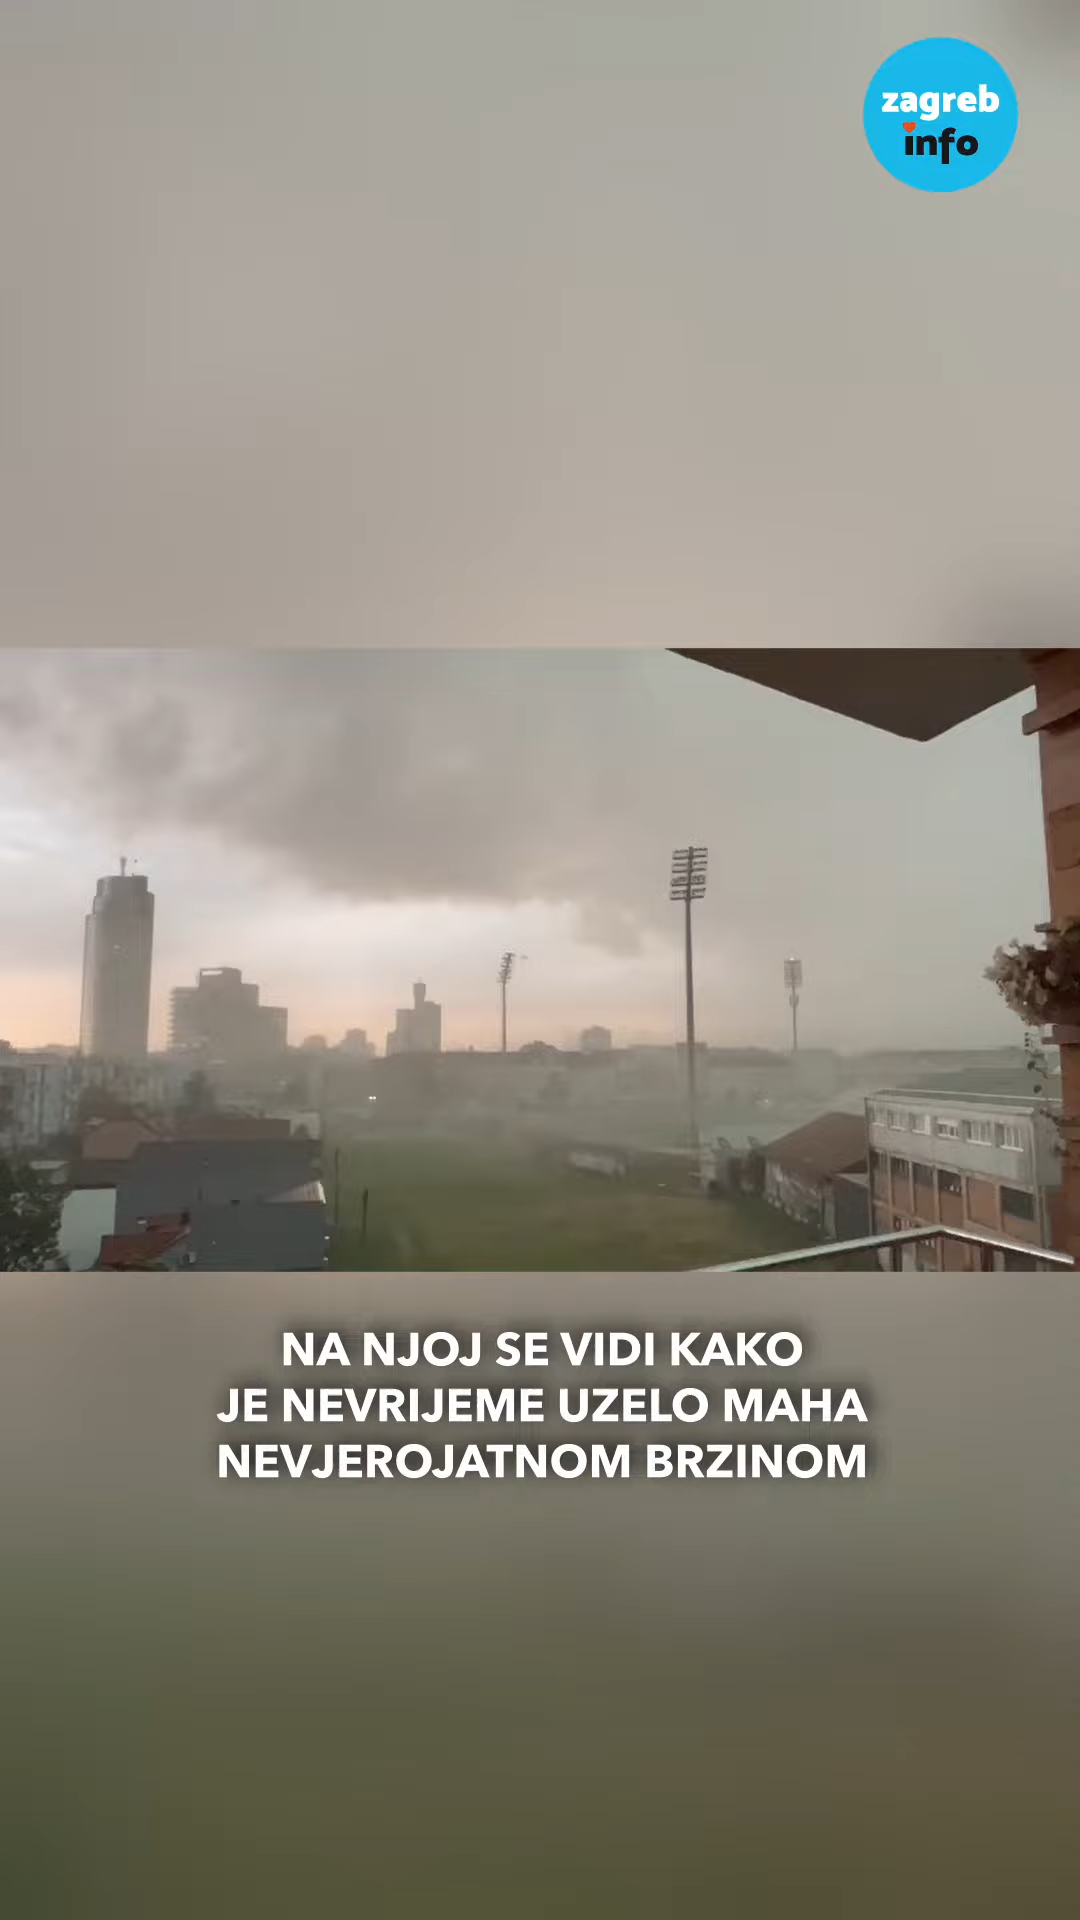 zagreb
info
NA NJOJ SE VIDI KAKO
JE NEVRIJEME UZELO MAHA
NEVJEROJATNOM BRZINOM